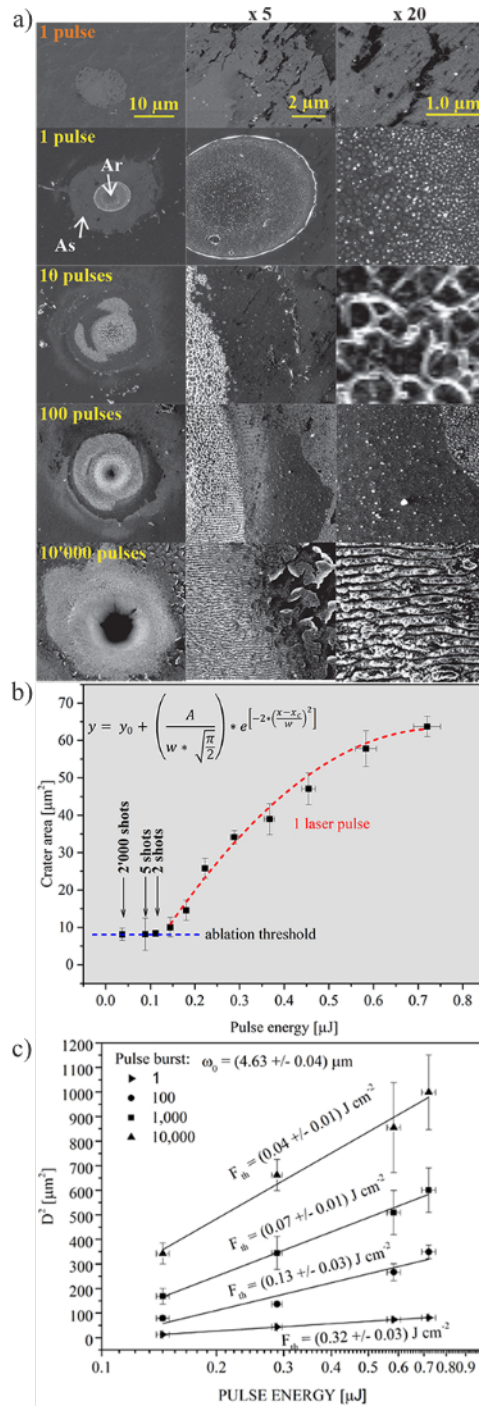 a)
x 5
x 20
1 pulse
10 µm
2 µm
1.0 µm
1 pulse
Ar
As
10 pulses
100 pulses
10'000 pulses
b)
y = y₀ + (A / (w * √(π/2))) * e^[-2*((x-x_c)/w)²]
70
60
50
40
30
20
10
0
Crater area [µm²]
2'000 shots
5 shots
2 shots
1 laser pulse
ablation threshold
0.0 0.1 0.2 0.3 0.4 0.5 0.6 0.7 0.8
Pulse energy [µJ]
c)
1200
1100
1000
900
800
700
600
500
400
300
200
100
0
D² [µm²]
Pulse burst:
1
100
1,000
10,000
ω₀ = (4.63 +/- 0.04) µm
F_th = (0.04 +/- 0.01) J cm⁻²
F_th = (0.07 +/- 0.01) J cm⁻²
F_th = (0.13 +/- 0.03) J cm⁻²
F_th = (0.32 +/- 0.03) J cm⁻²
0.1 0.2 0.3 0.4 0.5 0.6 0.7 0.8 0.9
PULSE ENERGY [µJ]